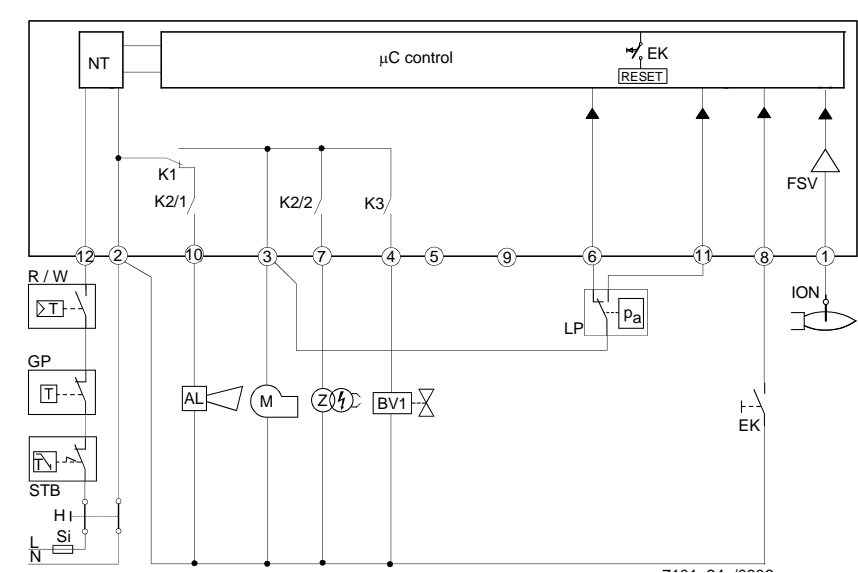 NT
μC control
EK
RESET
FSV
K1
K2/1
K2/2
K3
12
2
10
3
7
4
5
9
6
11
8
1
R / W
T
LP
pa
ION
GP
T
AL
M
Z
BV1
EK
STB
H
Si
L
N